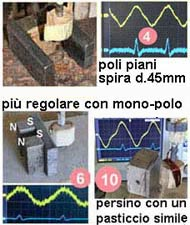 4
poli piani
spira d.45mm
più regolare con mono-polo
S
N
S
N
6
10
persino con un
pasticcio simile